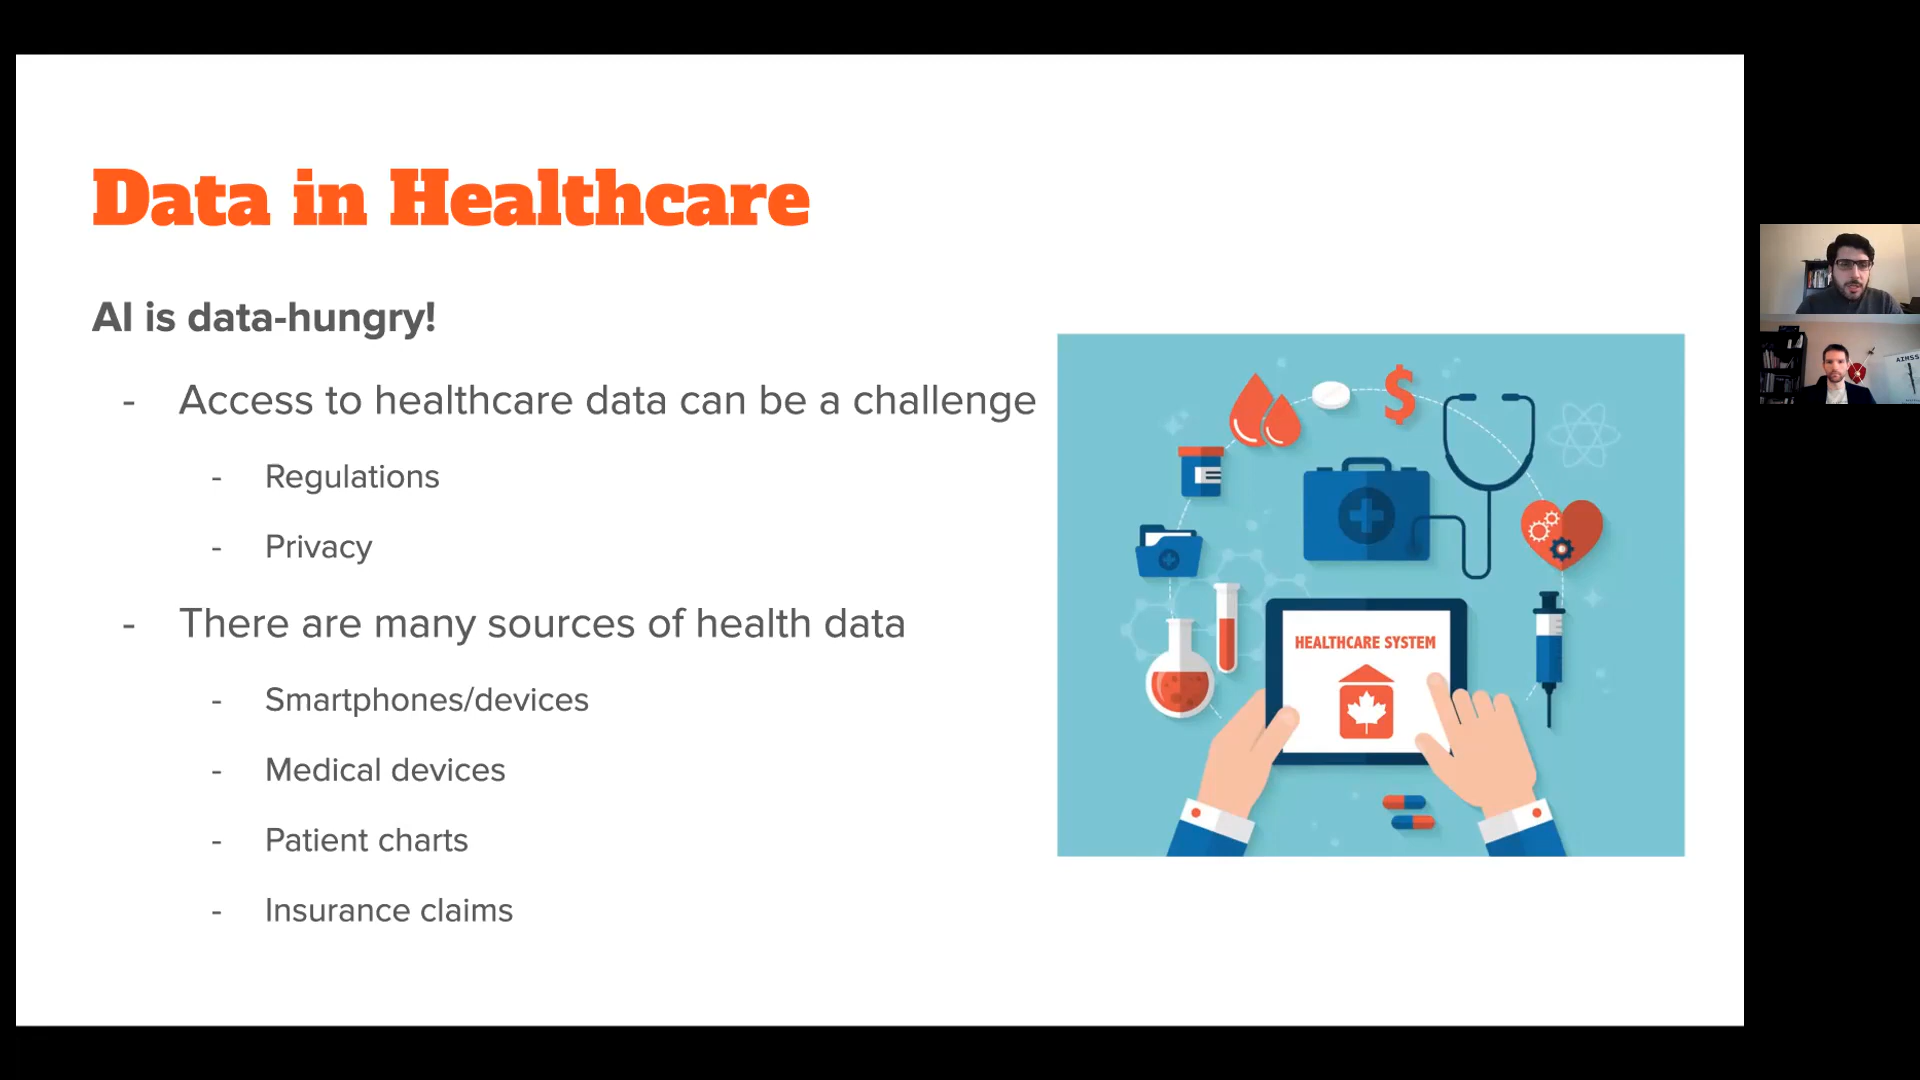 Data in Healthcare
AI is data-hungry!
- Access to healthcare data can be a challenge
- Regulations
- Privacy
- There are many sources of health data
- Smartphones/devices
- Medical devices
- Patient charts
- Insurance claims
$
HEALTHCARE SYSTEM
AIMSS